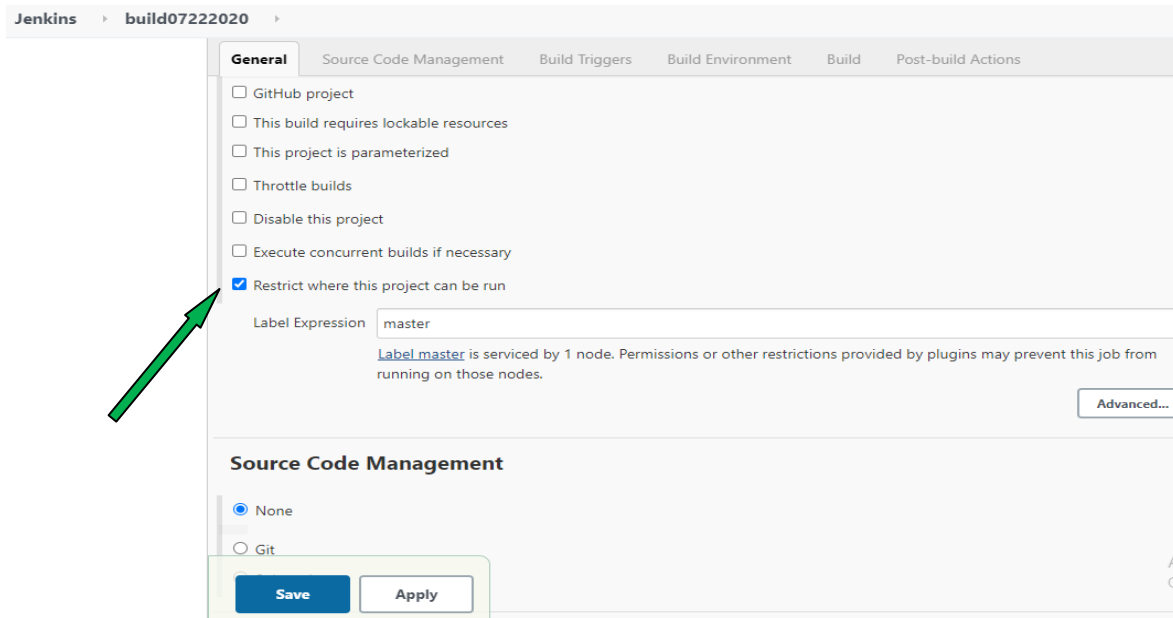 Jenkins build07222020
General Source Code Management Build Triggers Build Environment Build Post-build Actions
GitHub project
This build requires lockable resources
This project is parameterized
Throttle builds
Disable this project
Execute concurrent builds if necessary
Restrict where this project can be run
Label Expression master
Label master is serviced by 1 node. Permissions or other restrictions provided by plugins may prevent this job from
running on those nodes.
Advanced...
Source Code Management
None
Git
Save Apply